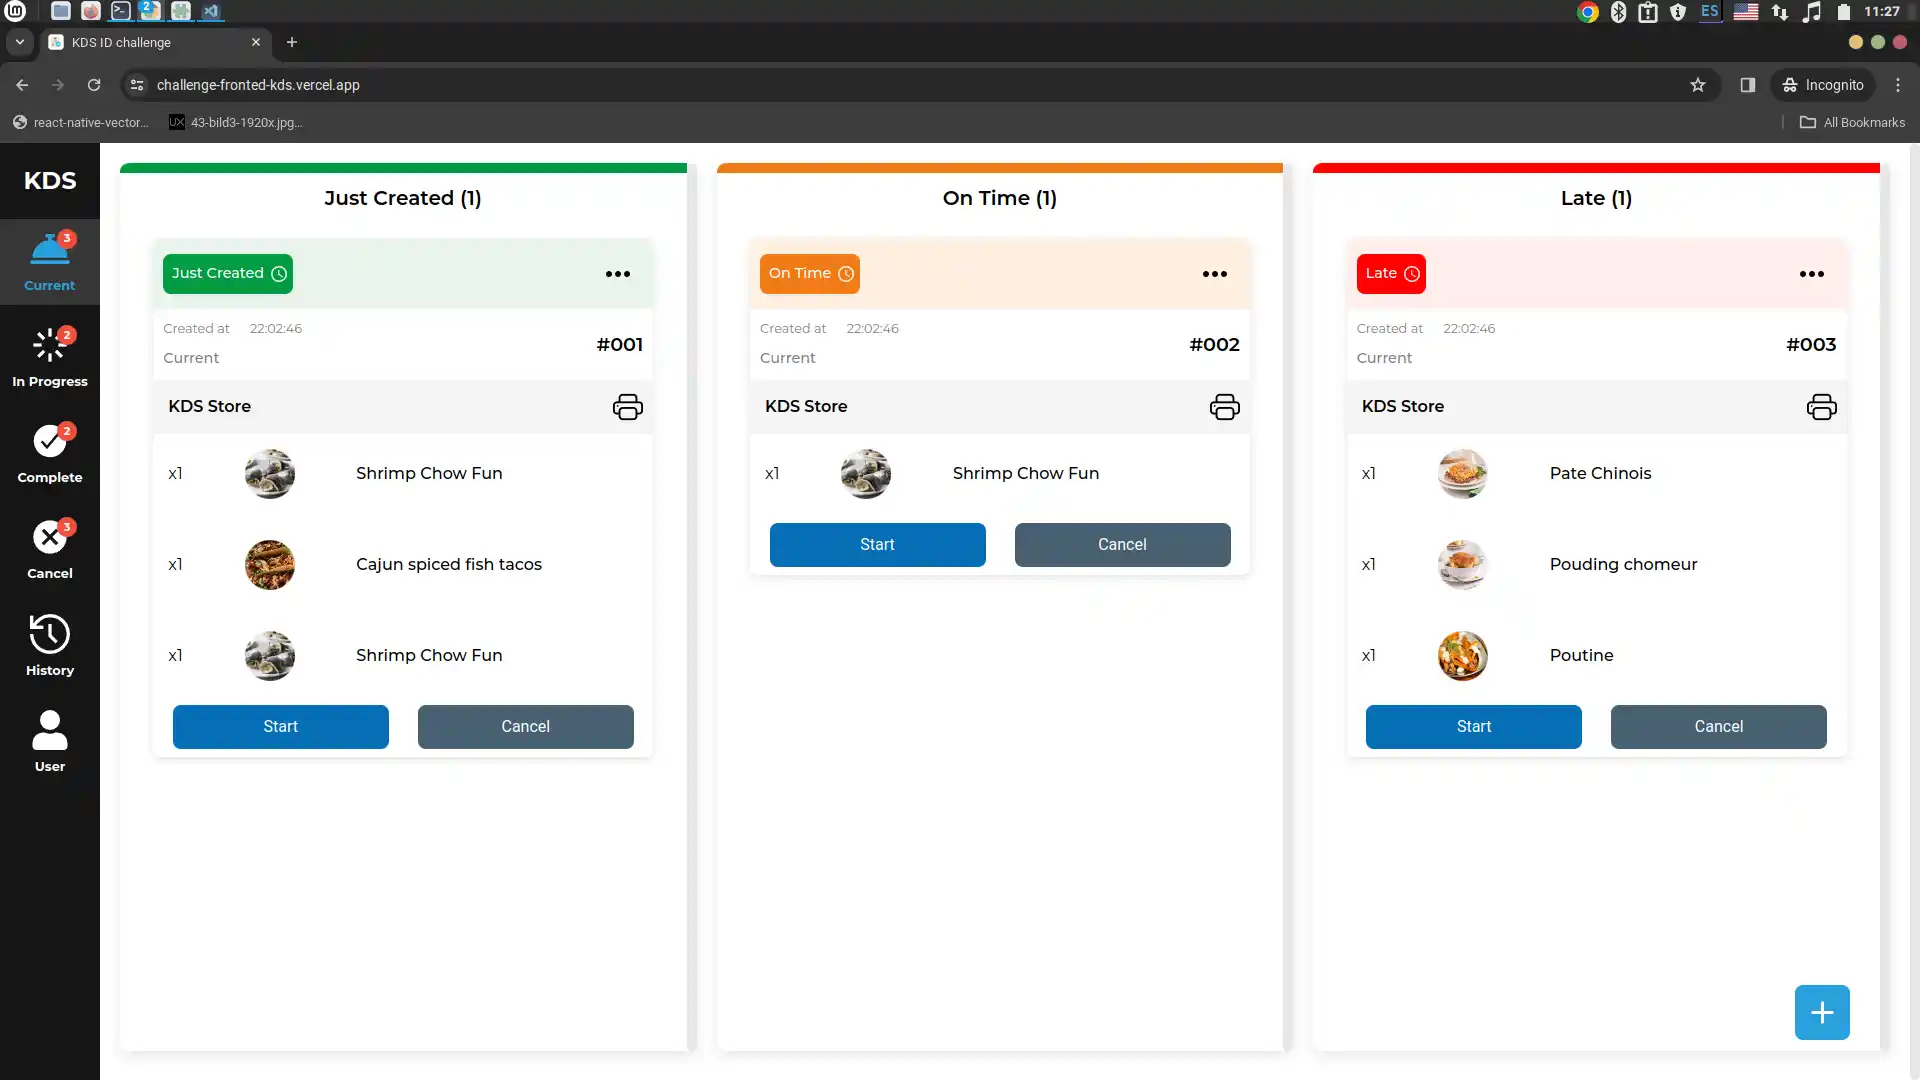 2
ES
11:27
KDS ID challenge
challenge-fronted-kds.vercel.app
Incognito
react-native-vector...
UX
43-bild3-1920x.jpg...
All Bookmarks
KDS
3
Current
2
In Progress
2
Complete
3
Cancel
History
User
Just Created (1)
Just Created
Created at 22:02:46
Current
#001
KDS Store
x1 Shrimp Chow Fun
x1 Cajun spiced fish tacos
x1 Shrimp Chow Fun
Start Cancel
On Time (1)
On Time
Created at 22:02:46
Current
#002
KDS Store
x1 Shrimp Chow Fun
Start Cancel
Late (1)
Late
Created at 22:02:46
Current
#003
KDS Store
x1 Pate Chinois
x1 Pouding chomeur
x1 Poutine
Start Cancel